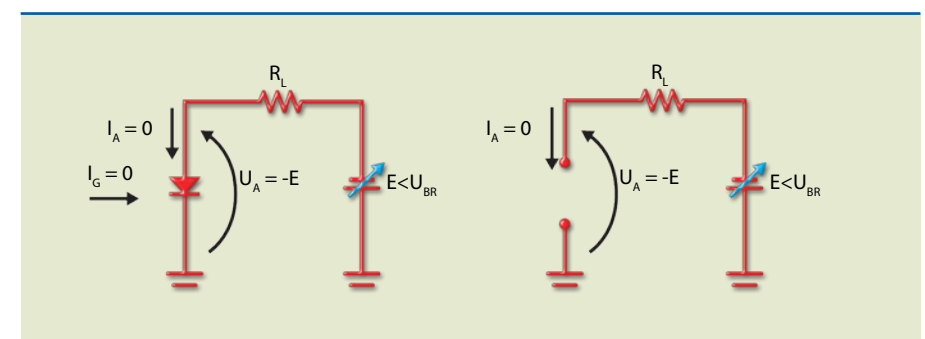 R_L
I_A = 0
I_G = 0
U_A = -E
E<U_BR
R_L
I_A = 0
U_A = -E
E<U_BR